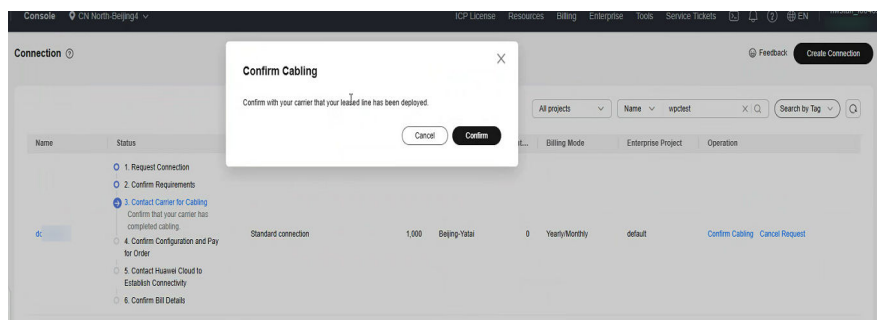 Console CN North-Beijing4 ICP License Resources Billing Enterprise Tools Service Tickets EN
Connection Feedback Create Connection
Confirm Cabling
Confirm with your carrier that your leased line has been deployed.
Cancel Confirm
All projects Name wpctest Search by Tag
Name Status Billing Mode Enterprise Project Operation
1. Request Connection
2. Confirm Requirements
3. Contact Carrier for Cabling
Confirm that your carrier has
completed cabling.
4. Confirm Configuration and Pay
for Order
5. Contact Huawei Cloud to
Establish Connectivity
6. Confirm Bill Details
dc Standard connection 1,000 Beijing-Yatai 0 Yearly/Monthly default Confirm Cabling Cancel Request